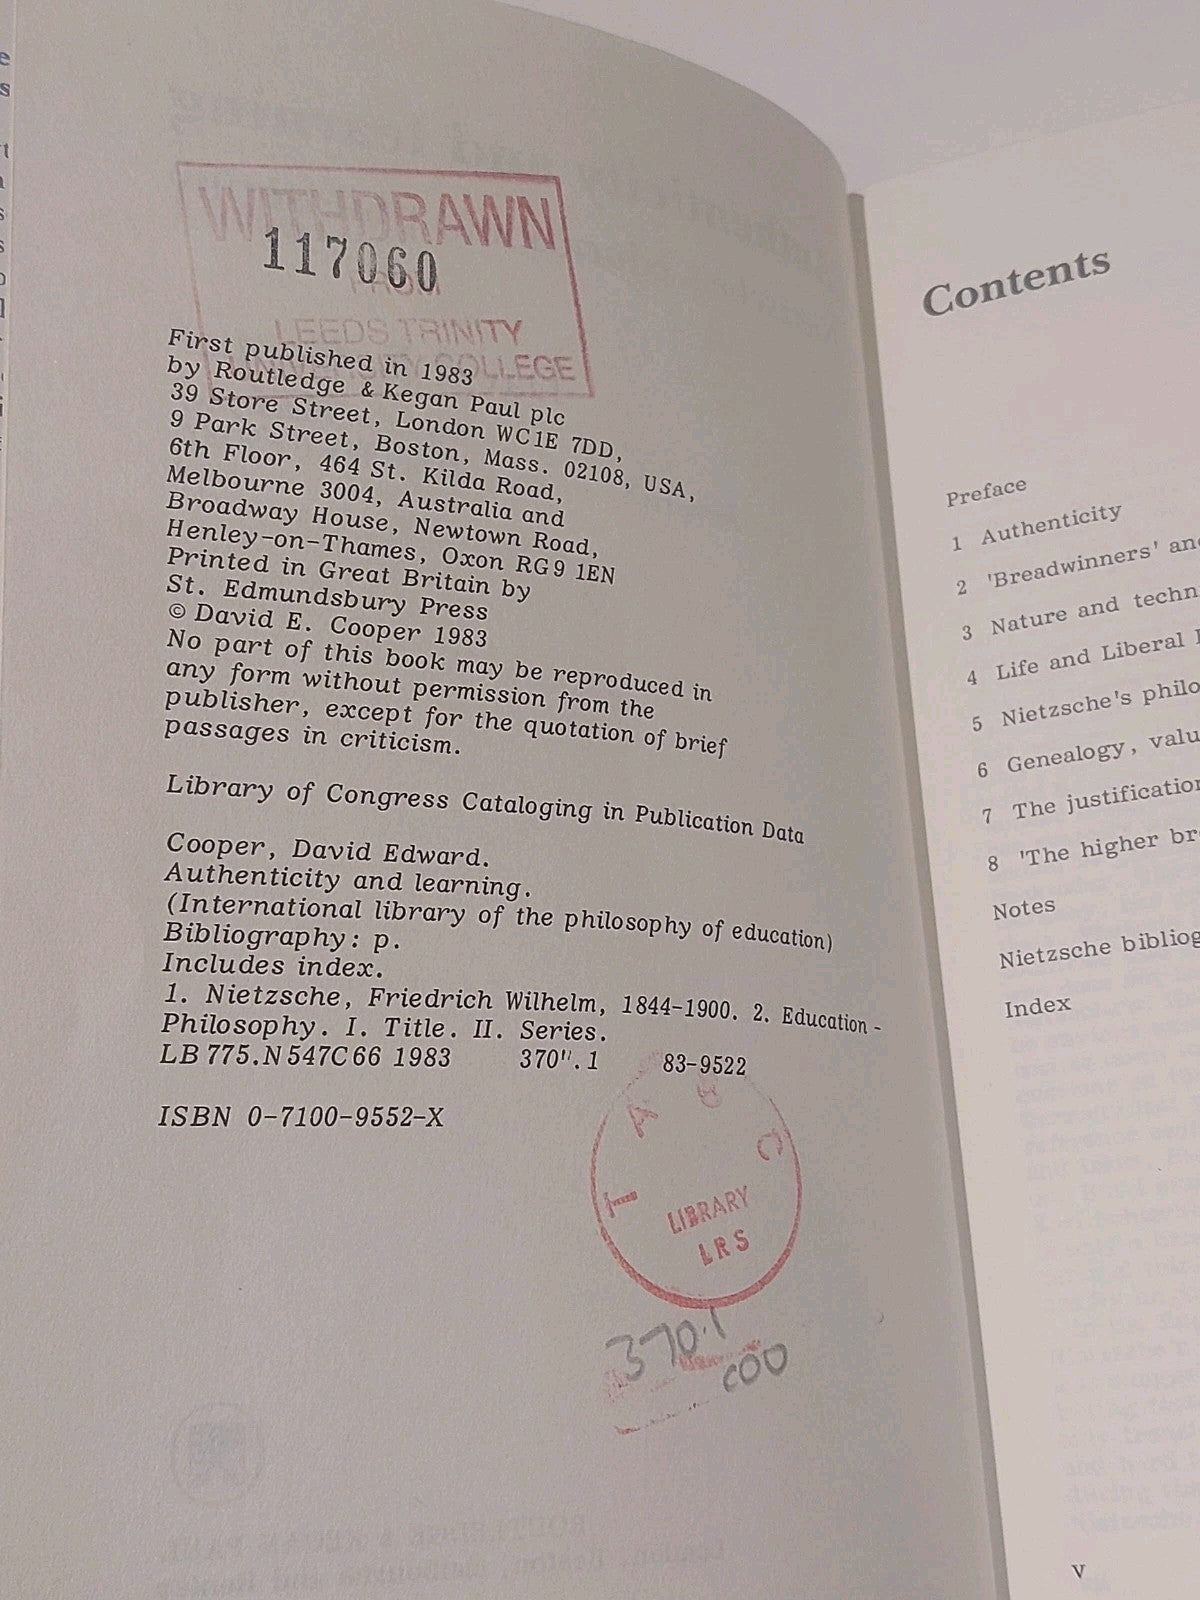 WITHDRAWN
117060
FROM
LEEDS TRINITY
UNIVERSITY COLLEGE
First published in 1983
by Routledge & Kegan Paul plc
39 Store Street, London WC1E 7DD,
9 Park Street, Boston, Mass. 02108, USA,
6th Floor, 464 St. Kilda Road,
Melbourne 3004, Australia and
Broadway House, Newtown Road,
Henley-on-Thames, Oxon RG9 1EN
Printed in Great Britain by
St. Edmundsbury Press
© David E. Cooper 1983
No part of this book may be reproduced in
any form without permission from the
publisher, except for the quotation of brief
passages in criticism.
Library of Congress Cataloging in Publication Data
Cooper, David Edward.
Authenticity and learning.
(International library of the philosophy of education)
Bibliography: p.
Includes index.
1. Nietzsche, Friedrich Wilhelm, 1844-1900. 2. Education -
Philosophy. I. Title. II. Series.
LB 775.N547C66 1983 370".1 83-9522
ISBN 0-7100-9552-X
T A C
LIBRARY
LRS
370.1
COO
Contents
Preface
1 Authenticity
2 'Breadwinners' and
3 Nature and techn
4 Life and Liberal
5 Nietzsche's philo
6 Genealogy, valu
7 The justification
8 'The higher br
Notes
Nietzsche bibliog
Index
v